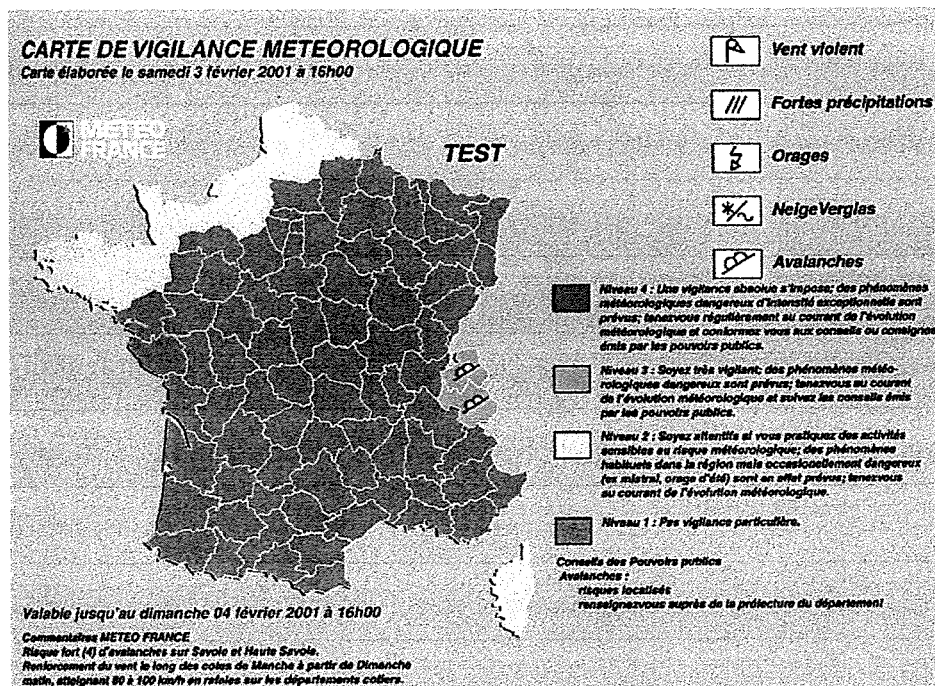 CARTE DE VIGILANCE METEOROLOGIQUE
Carte élaborée le samedi 3 février 2001 à 16h00
METEO
FRANCE
TEST
Vent violent
Fortes précipitations
Orages
NeigeVerglas
Avalanches
Niveau 4 : Une vigilance absolue s'impose; des phénomènes
météorologiques dangereux d'intensité exceptionnelle sont
prévus; tenezvous régulièrement au courant de l'évolution
météorologique et conformez vous aux conseils ou consignes
émis par les pouvoirs publics.
Niveau 3 : Soyez très vigilant; des phénomènes météo-
rologiques dangereux sont prévus; tenezvous au courant
de l'évolution météorologique et suivez les conseils émis
par les pouvoirs publics.
Niveau 2 : Soyez attentifs si vous pratiquez des activités
sensibles au risque météorologique; des phénomènes
habituels dans la région mais occasionellement dangereux
(ex mistral, orage d'été) sont en effet prévus; tenezvous
au courant de l'évolution météorologique.
Niveau 1 : Pas vigilance particulière.
Conseils des Pouvoirs publics
Avalanches :
risques localisés
renseignezvous auprès de la préfecture du département
Valable jusqu'au dimanche 04 février 2001 à 16h00
Commentaires METEO FRANCE
Risque fort (4) d'avalanches sur Savoie et Haute Savoie.
Renforcement du vent le long des cotes de Manche à partir de Dimanche
matin, atteignant 80 à 100 km/h en rafales sur les départements cotiers.